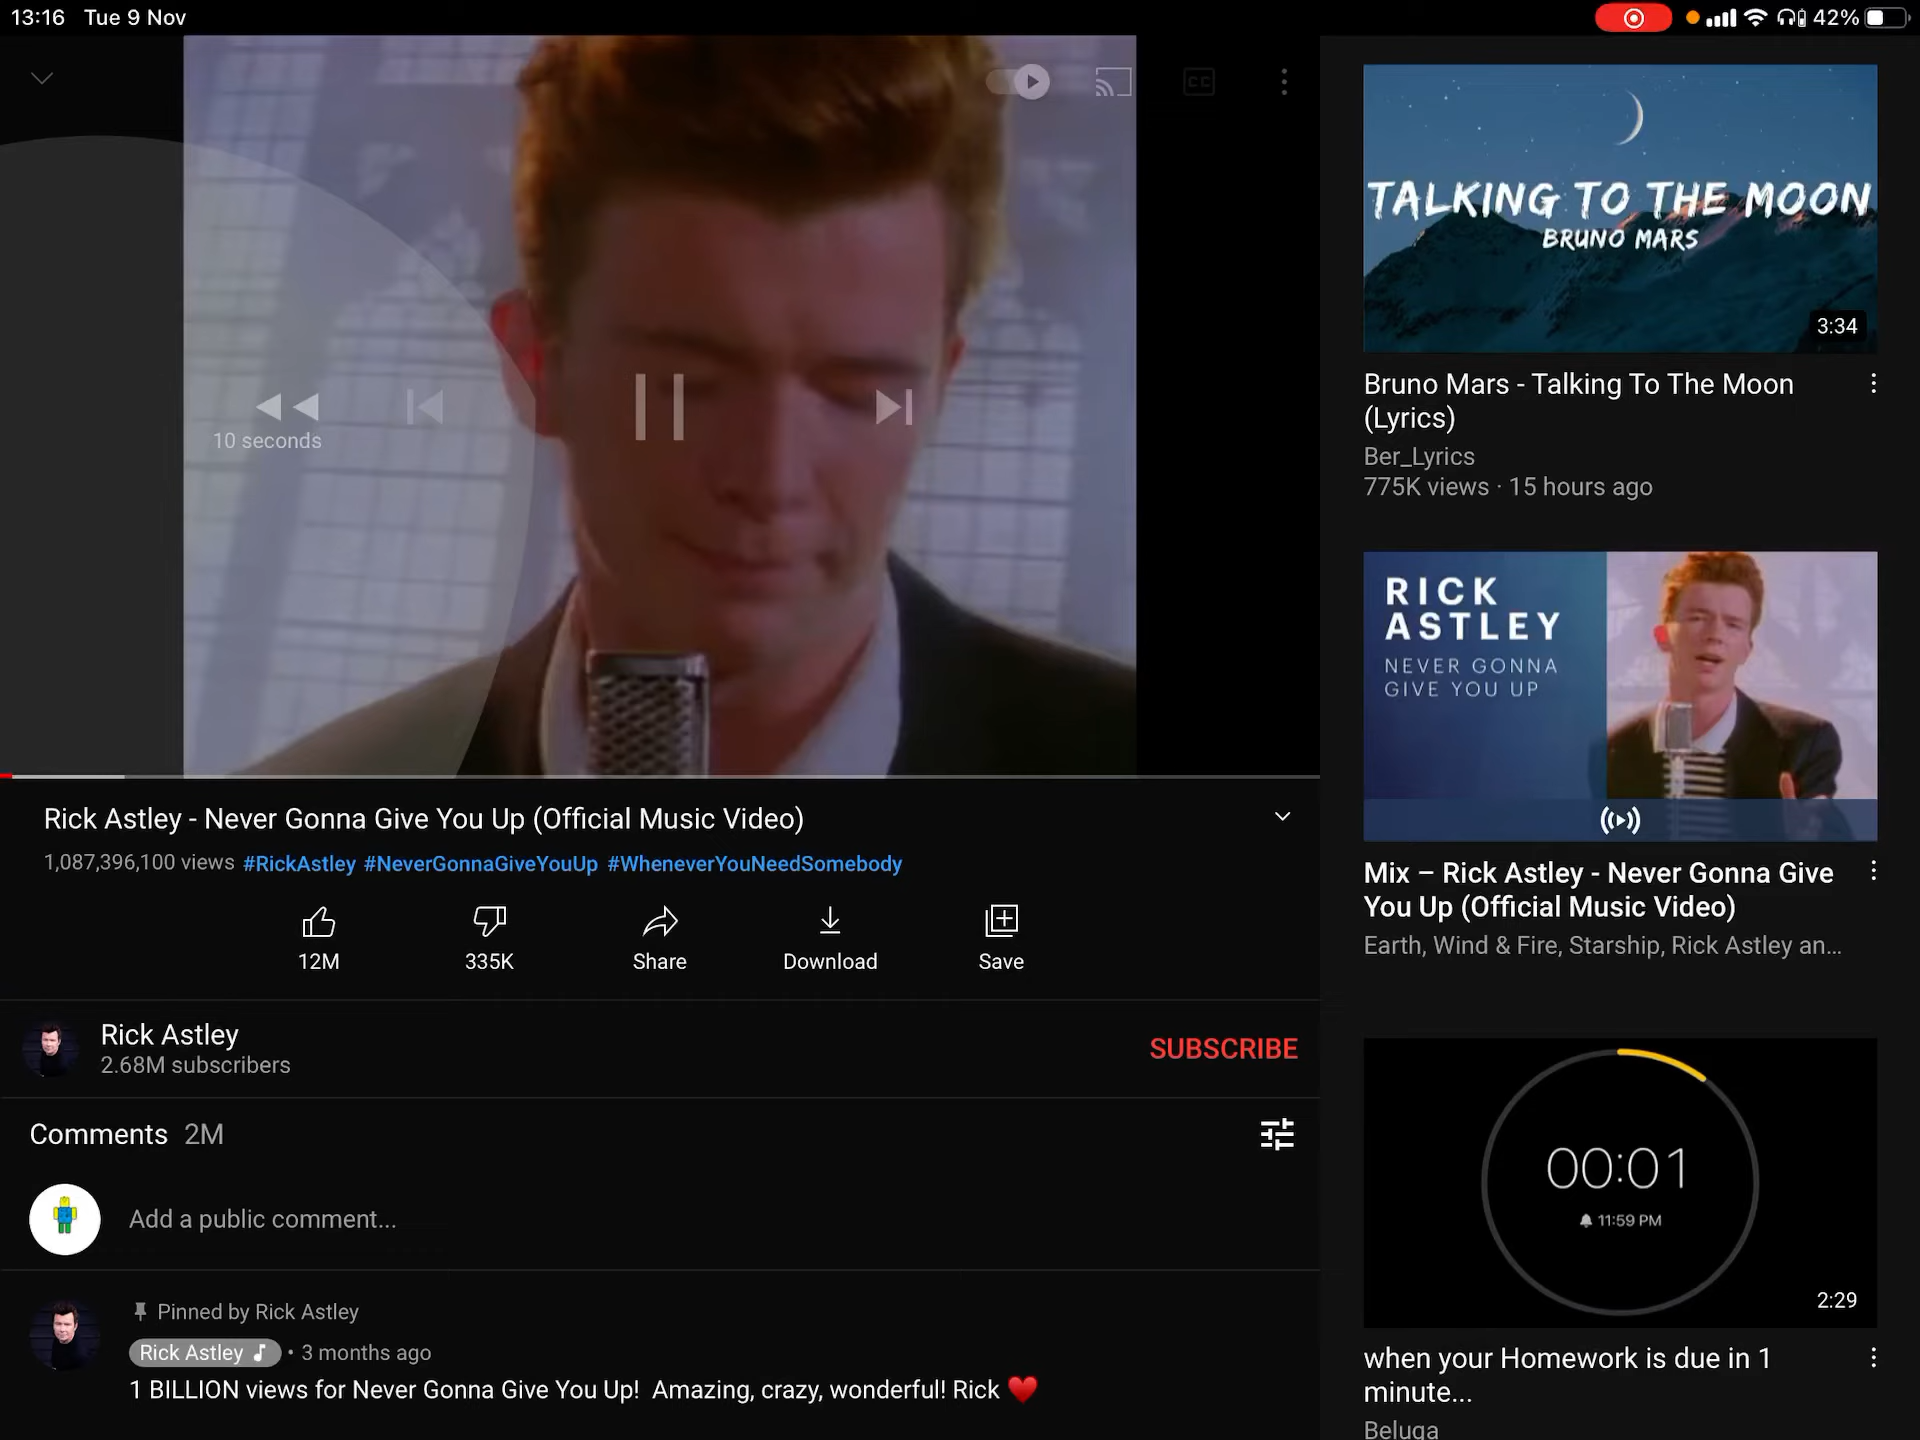 13:16 Tue 9 Nov
42%
CC
10 seconds
Rick Astley - Never Gonna Give You Up (Official Music Video)
1,087,396,100 views #RickAstley #NeverGonnaGiveYouUp #WheneverYouNeedSomebody
12M
335K
Share
Download
Save
Rick Astley
2.68M subscribers
SUBSCRIBE
Comments 2M
Add a public comment...
Pinned by Rick Astley
Rick Astley • 3 months ago
1 BILLION views for Never Gonna Give You Up! Amazing, crazy, wonderful! Rick ❤️
TALKING TO THE MOON
BRUNO MARS
3:34
Bruno Mars - Talking To The Moon
(Lyrics)
Ber_Lyrics
775K views · 15 hours ago
RICK
ASTLEY
NEVER GONNA
GIVE YOU UP
Mix – Rick Astley - Never Gonna Give
You Up (Official Music Video)
Earth, Wind & Fire, Starship, Rick Astley an...
00:01
11:59 PM
2:29
when your Homework is due in 1
minute...
Beluga